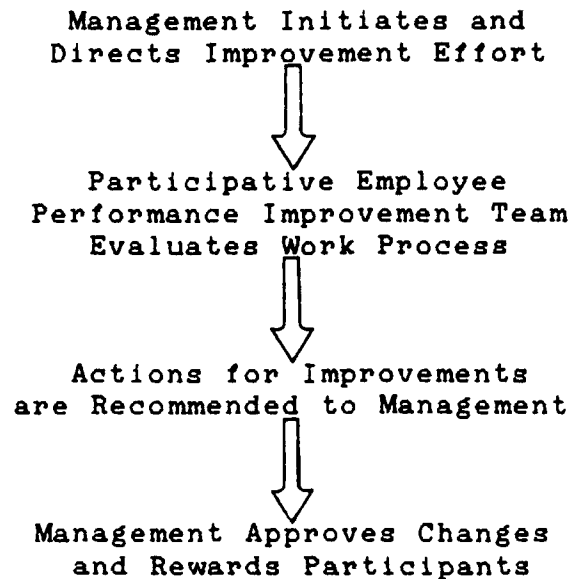 Management Initiates and
Directs Improvement Effort
Participative Employee
Performance Improvement Team
Evaluates Work Process
Actions for Improvements
are Recommended to Management
Management Approves Changes
and Rewards Participants